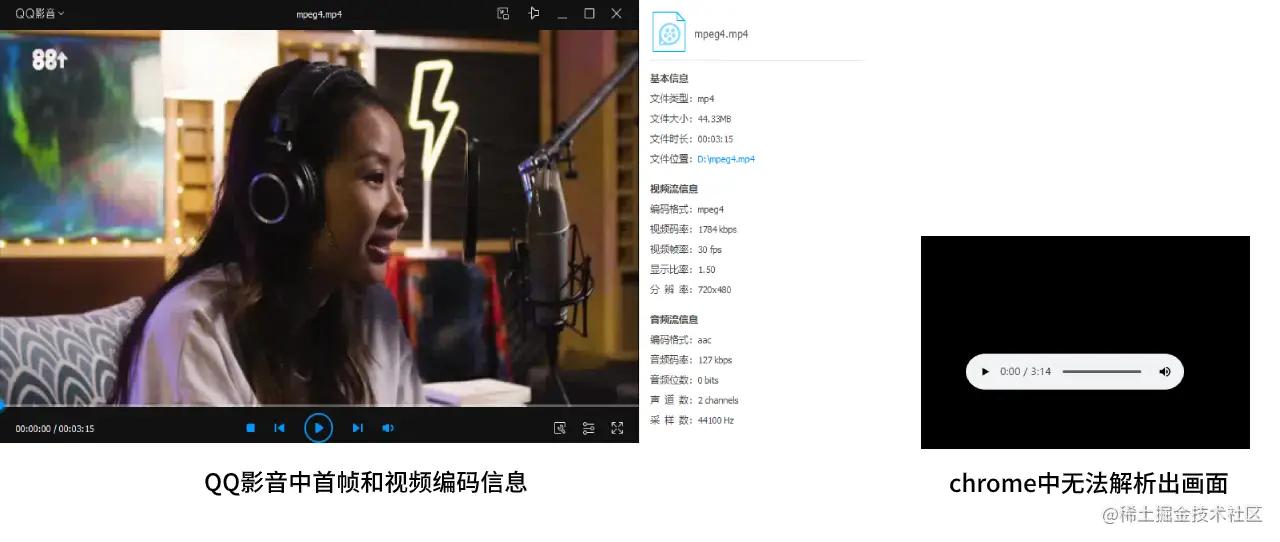 QQ影音
mpeg4.mp4
88↑
00:00:00 / 00:03:15
mpeg4.mp4
基本信息
文件类型：mp4
文件大小：44.33MB
文件时长：00:03:15
文件位置：D:\mpeg4.mp4
视频流信息
编码格式：mpeg4
视频码率：1784 kbps
视频帧率：30 fps
显示比率：1.50
分 辨 率：720x480
音频流信息
编码格式：aac
音频码率：127 kbps
音频位数：0 bits
声 道 数：2 channels
采 样 数：44100 Hz
0:00 / 3:14
QQ影音中首帧和视频编码信息
chrome中无法解析出画面
@稀土掘金技术社区